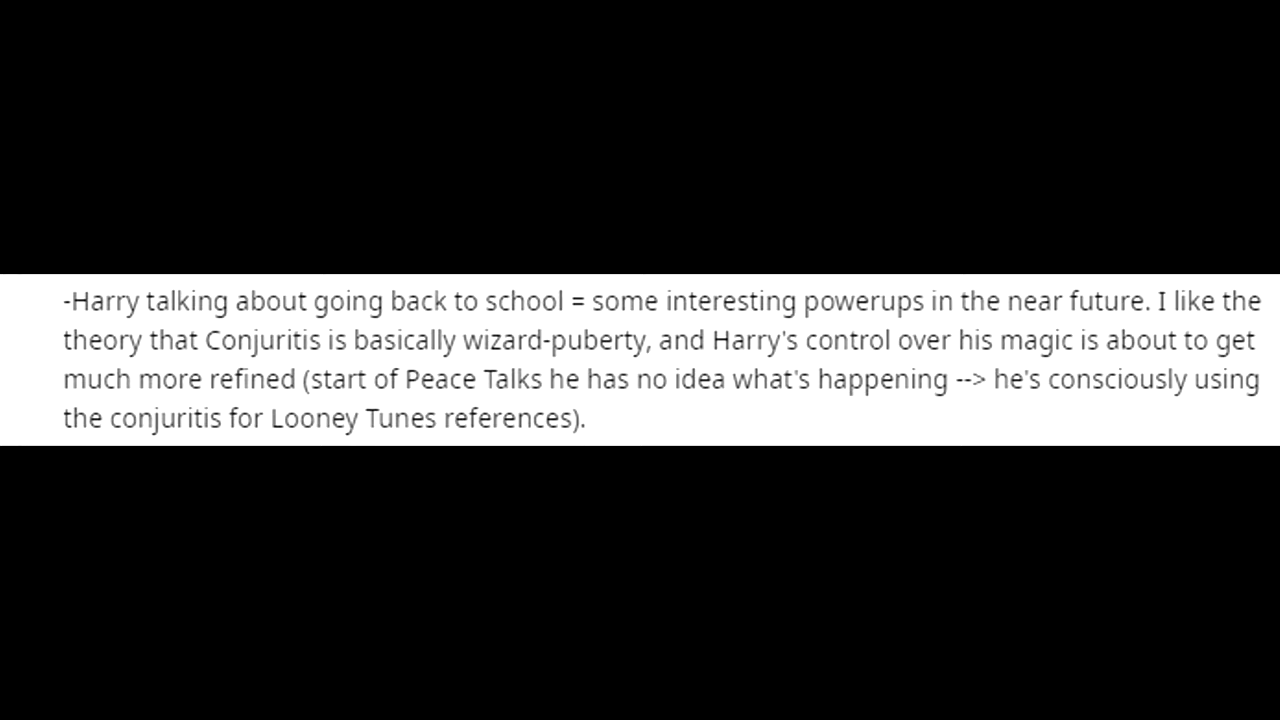 -Harry talking about going back to school = some interesting powerups in the near future. I like the
theory that Conjuritis is basically wizard-puberty, and Harry's control over his magic is about to get
much more refined (start of Peace Talks he has no idea what's happening --> he's consciously using
the conjuritis for Looney Tunes references).